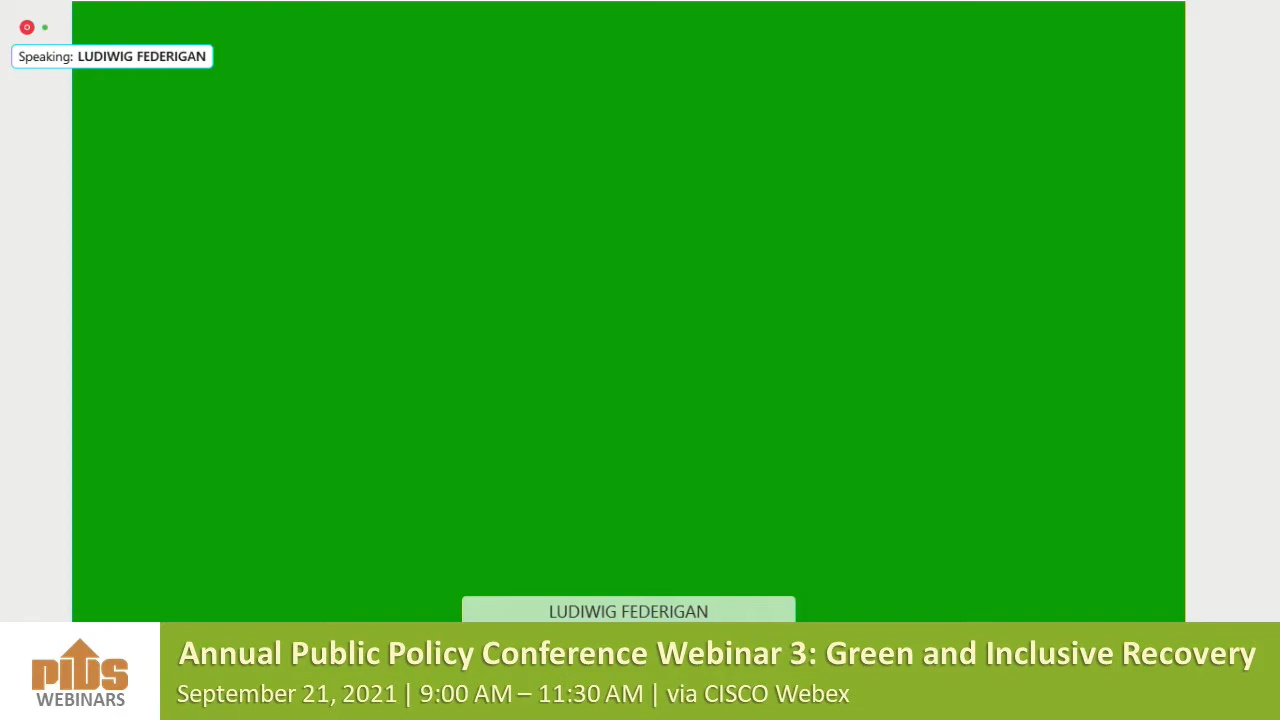 Speaking: LUDIWIG FEDERIGAN
LUDIWIG FEDERIGAN
PIDS
WEBINARS
Annual Public Policy Conference Webinar 3: Green and Inclusive Recovery
September 21, 2021 | 9:00 AM – 11:30 AM | via CISCO Webex